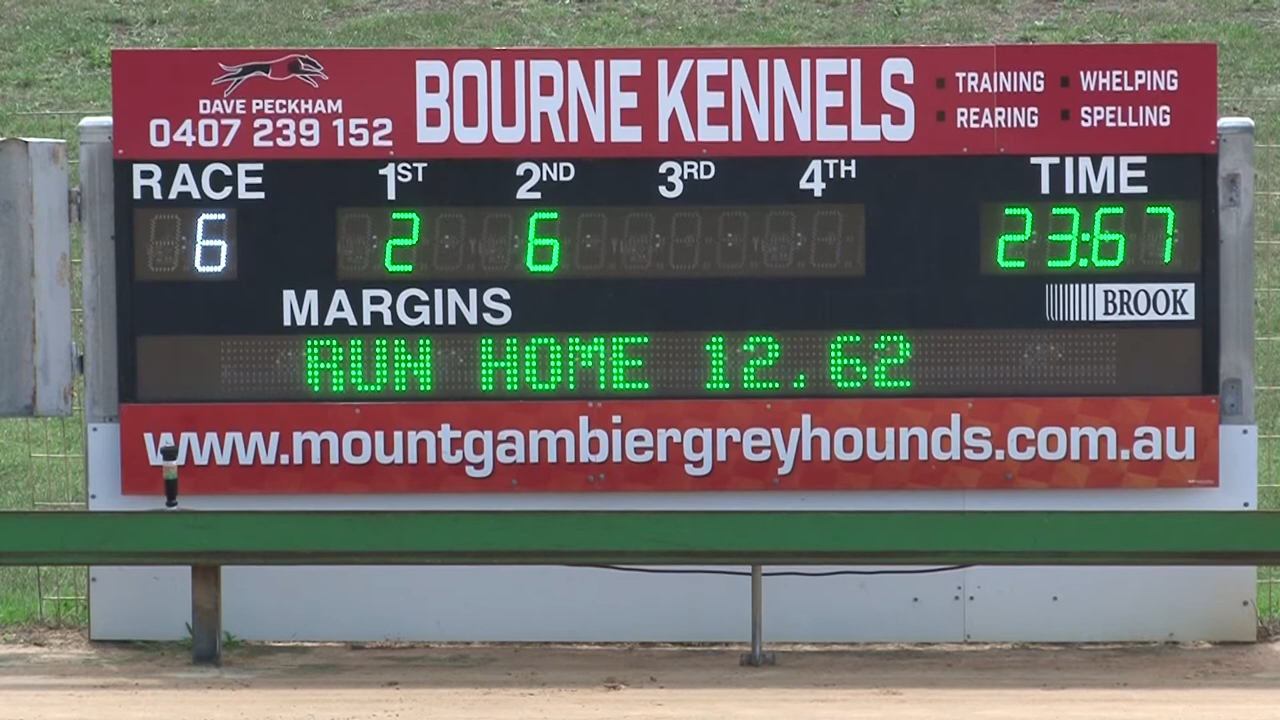 DAVE PECKHAM
0407 239 152
BOURNE KENNELS
TRAINING WHELPING
REARING SPELLING
RACE 1ST 2ND 3RD 4TH TIME
6 2 6 23:67
MARGINS
BROOK
RUN HOME 12.62
www.mountgambiergreyhounds.com.au